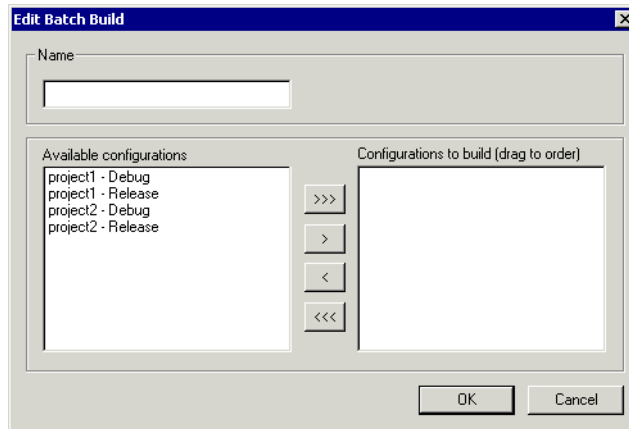 Edit Batch Build
Name
Available configurations
Configurations to build (drag to order)
project1 - Debug
project1 - Release
project2 - Debug
project2 - Release
>>>
>
<
<<<
OK
Cancel